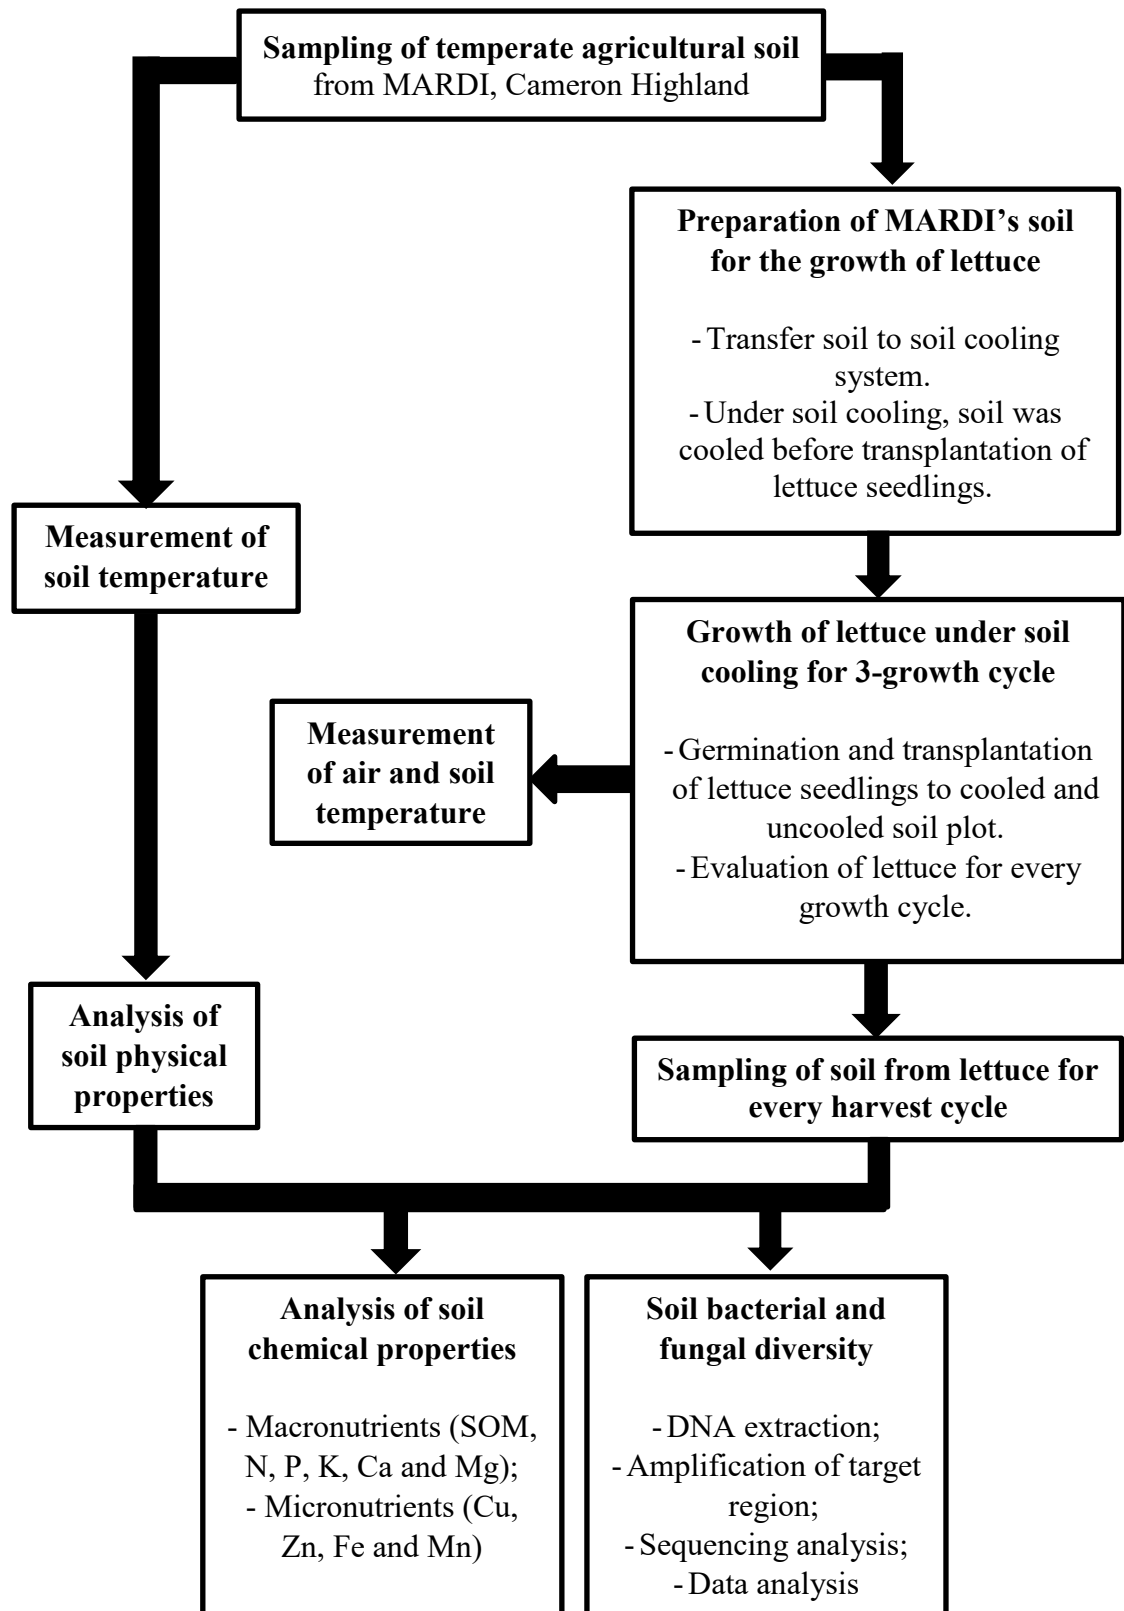 Sampling of temperate agricultural soil
from MARDI, Cameron Highland
Preparation of MARDI’s soil
for the growth of lettuce
- Transfer soil to soil cooling
system.
- Under soil cooling, soil was
cooled before transplantation of
lettuce seedlings.
Measurement of
soil temperature
Growth of lettuce under soil
cooling for 3-growth cycle
- Germination and transplantation
of lettuce seedlings to cooled and
uncooled soil plot.
- Evaluation of lettuce for every
growth cycle.
Measurement
of air and soil
temperature
Analysis of
soil physical
properties
Sampling of soil from lettuce for
every harvest cycle
Analysis of soil
chemical properties
- Macronutrients (SOM,
N, P, K, Ca and Mg);
- Micronutrients (Cu,
Zn, Fe and Mn)
Soil bacterial and
fungal diversity
- DNA extraction;
- Amplification of target
region;
- Sequencing analysis;
- Data analysis